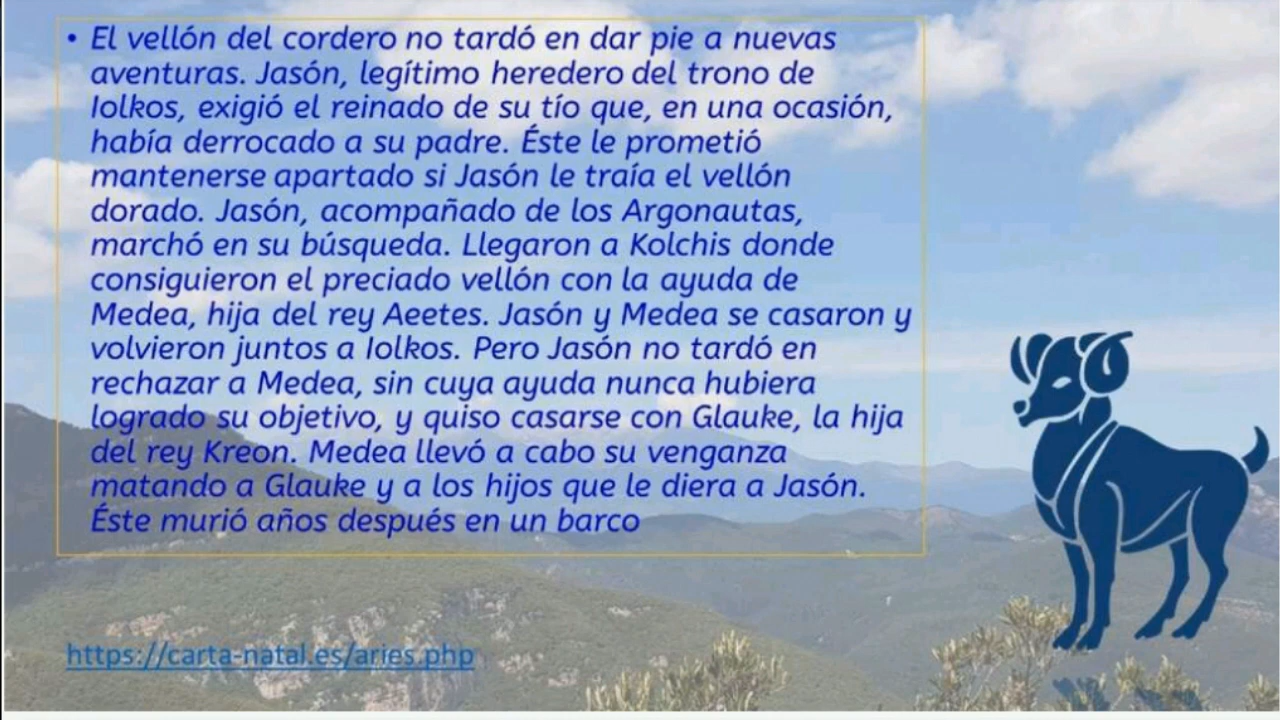 • El vellón del cordero no tardó en dar pie a nuevas
aventuras. Jasón, legítimo heredero del trono de
Iolkos, exigió el reinado de su tío que, en una ocasión,
había derrocado a su padre. Éste le prometió
mantenerse apartado si Jasón le traía el vellón
dorado. Jasón, acompañado de los Argonautas,
marchó en su búsqueda. Llegaron a Kolchis donde
consiguieron el preciado vellón con la ayuda de
Medea, hija del rey Aeetes. Jasón y Medea se casaron y
volvieron juntos a Iolkos. Pero Jasón no tardó en
rechazar a Medea, sin cuya ayuda nunca hubiera
logrado su objetivo, y quiso casarse con Glauke, la hija
del rey Kreon. Medea llevó a cabo su venganza
matando a Glauke y a los hijos que le diera a Jasón.
Éste murió años después en un barco
https://carta-natal.es/aries.php